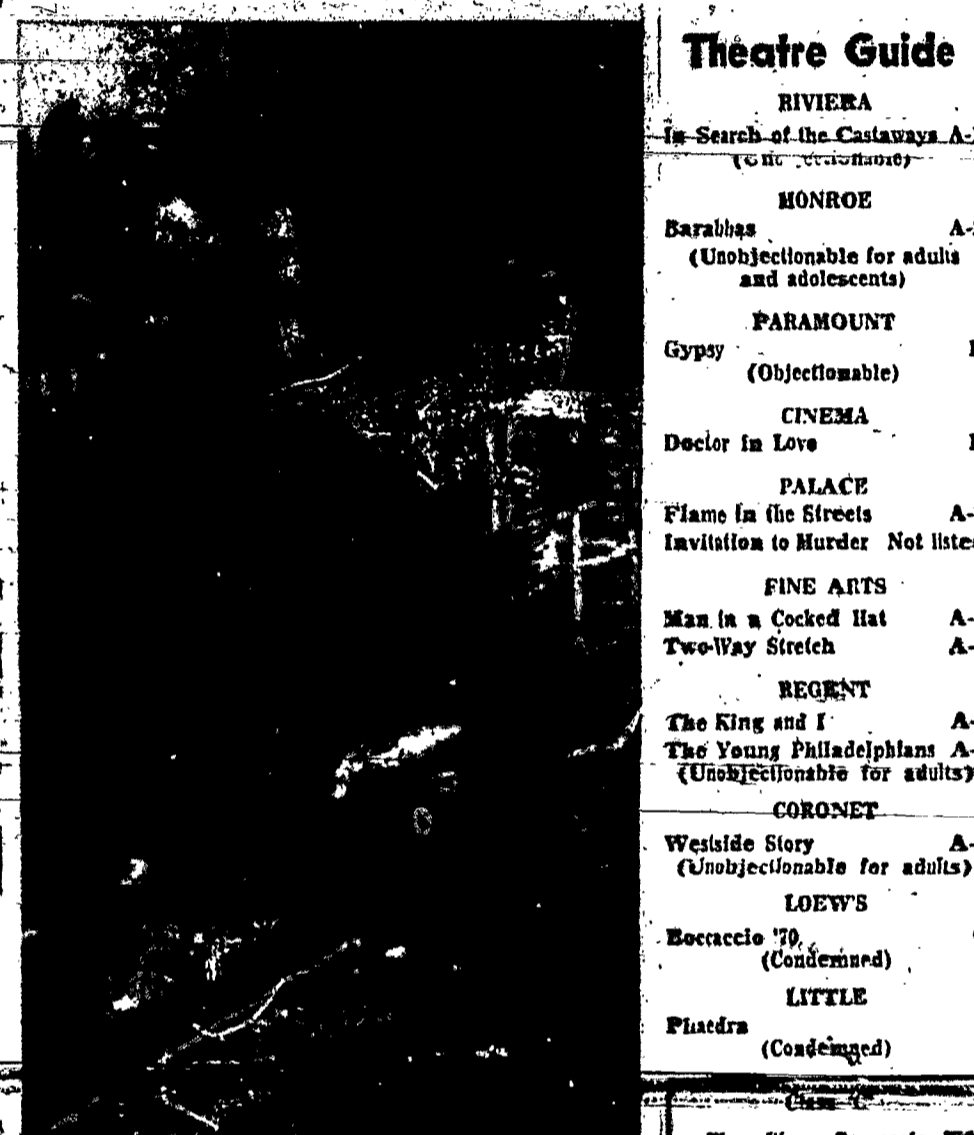 Theatre Guide
RIVIERA
In Search of the Castaways A-
MONROE
Barabbas A-
(Unobjectionable for adults
and adolescents)
PARAMOUNT
Gypsy
(Objectionable)
CINEMA
Doctor in Love
PALACE
Flame in the Streets A-
Invitation to Murder Not liste
FINE ARTS
Man in a Cocked Hat A-
Two-Way Stretch A-
REGENT
The King and I A-
The Young Philadelphians A-
(Unobjectionable for adults)
CORONET
Westside Story A-
(Unobjectionable for adults)
LOEW'S
Boccaccio '70
(Condemned)
LITTLE
Phaedra
(Condemned)